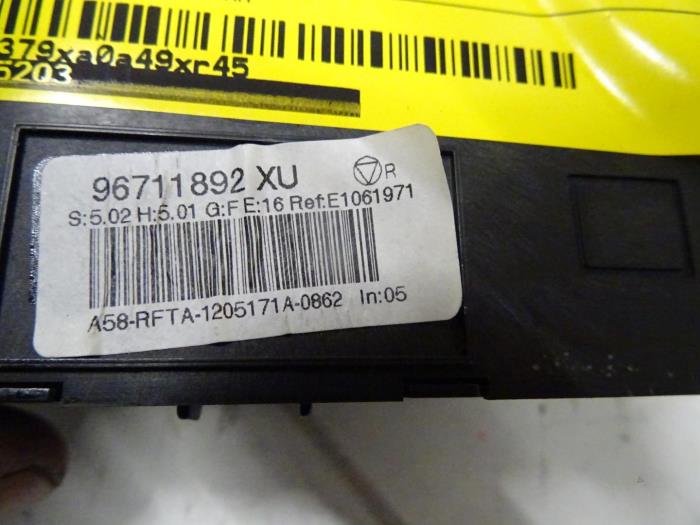 379xa0a49xr45
5203
96711892 XU
R
S:5.02 H:5.01 G:F E:16 Ref:E1061971
A58-RFTA-1205171A-0862 In:05